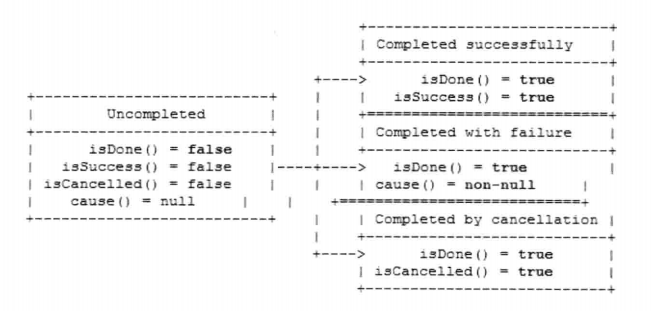 Completed successfully
isDone() = true
isSuccess() = true
Uncompleted
isDone() = false
isSuccess() = false
isCancelled() = false
cause() = null
Completed with failure
isDone() = true
cause() = non-null
Completed by cancellation
isDone() = true
isCancelled() = true